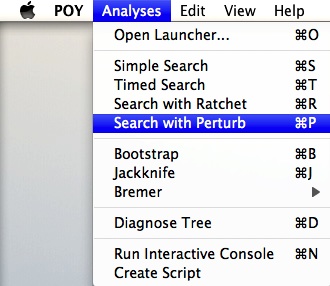 POY Analyses Edit View Help
Open Launcher... ⌘O
Simple Search ⌘S
Timed Search ⌘T
Search with Ratchet ⌘R
Search with Perturb ⌘P
Bootstrap ⌘B
Jackknife ⌘J
Bremer
Diagnose Tree ⌘D
Run Interactive Console ⌘N
Create Script